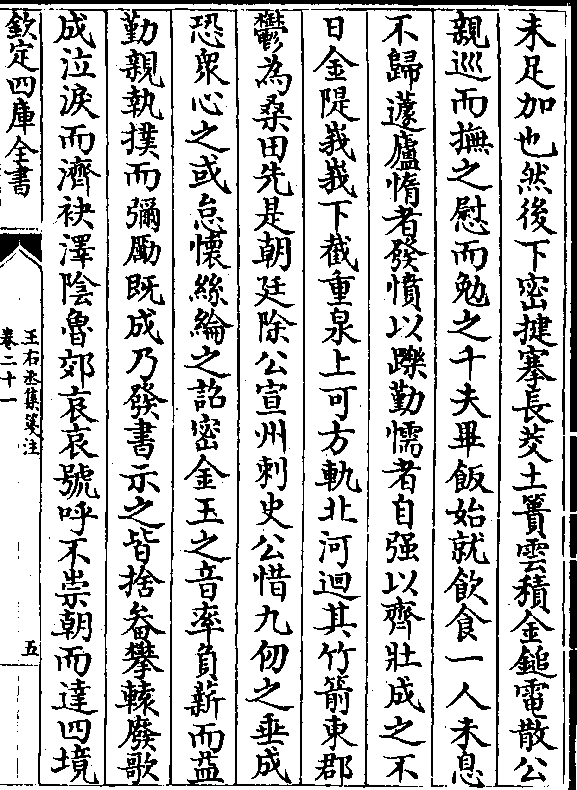 未足加也然後下密揵搴長茭土簣雲積金鎚電散公
親巡而撫之慰而勉之千夫畢飯始就飲食一人未息
不歸蘧廬惰者發憤以躒勤懦者自强以齊壯成之不
日金隄峩峩下截重泉上可方軌北河迴其竹箭東郡
鬱為桑田先是朝廷除公宣州刺史公惜九仞之垂成
恐衆心之或怠懷絲綸之詔密金玉之音率負薪而益
勤親執撲而彌勵既成乃發書示之皆捨畚攀轅廢歌
成泣淚而濟袂澤陰魯郊哀哀號呼不崇朝而達四境
欽定四庫全書
王右丞集箋注
卷二十一
五